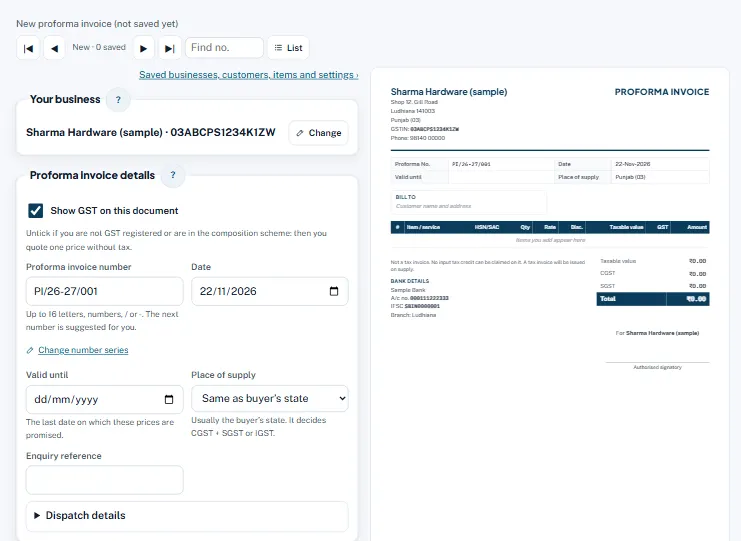 New proforma invoice (not saved yet)
New · 0 saved
Find no.
List
Saved businesses, customers, items and settings ›
Your business ?
Sharma Hardware (sample) · 03ABCPS1234K1ZW
Change
Proforma invoice details ?
Show GST on this document
Untick if you are not GST registered or are in the composition scheme: then you
quote one price without tax.
Proforma invoice number
Date
PI/26-27/001
22/11/2026
Up to 16 letters, numbers, / or -. The next
number is suggested for you.
Change number series
Valid until
Place of supply
dd/mm/yyyy
Same as buyer's state
The last date on which these prices are
promised.
Usually the buyer's state. It decides
CGST + SGST or IGST.
Enquiry reference
Dispatch details
Sharma Hardware (sample)
PROFORMA INVOICE
Shop 12, Gill Road
Ludhiana 141003
Punjab (03)
GSTIN: 03ABCPS1234K1ZW
Phone: 98140 00000
Proforma No. PI/26-27/001 Date 22-Nov-2026
Valid until Place of supply Punjab (03)
BILL TO
Customer name and address
# Item / service HSN/SAC Qty Rate Disc. Taxable value GST Amount
Items you add appear here
Not a tax invoice. No input tax credit can be claimed on it. A tax invoice will be issued
on supply.
BANK DETAILS
Sample Bank
A/c no. 000111222333
IFSC SBIN0000001
Branch: Ludhiana
Taxable value ₹0.00
CGST ₹0.00
SGST ₹0.00
Total ₹0.00
For Sharma Hardware (sample)
Authorised signatory